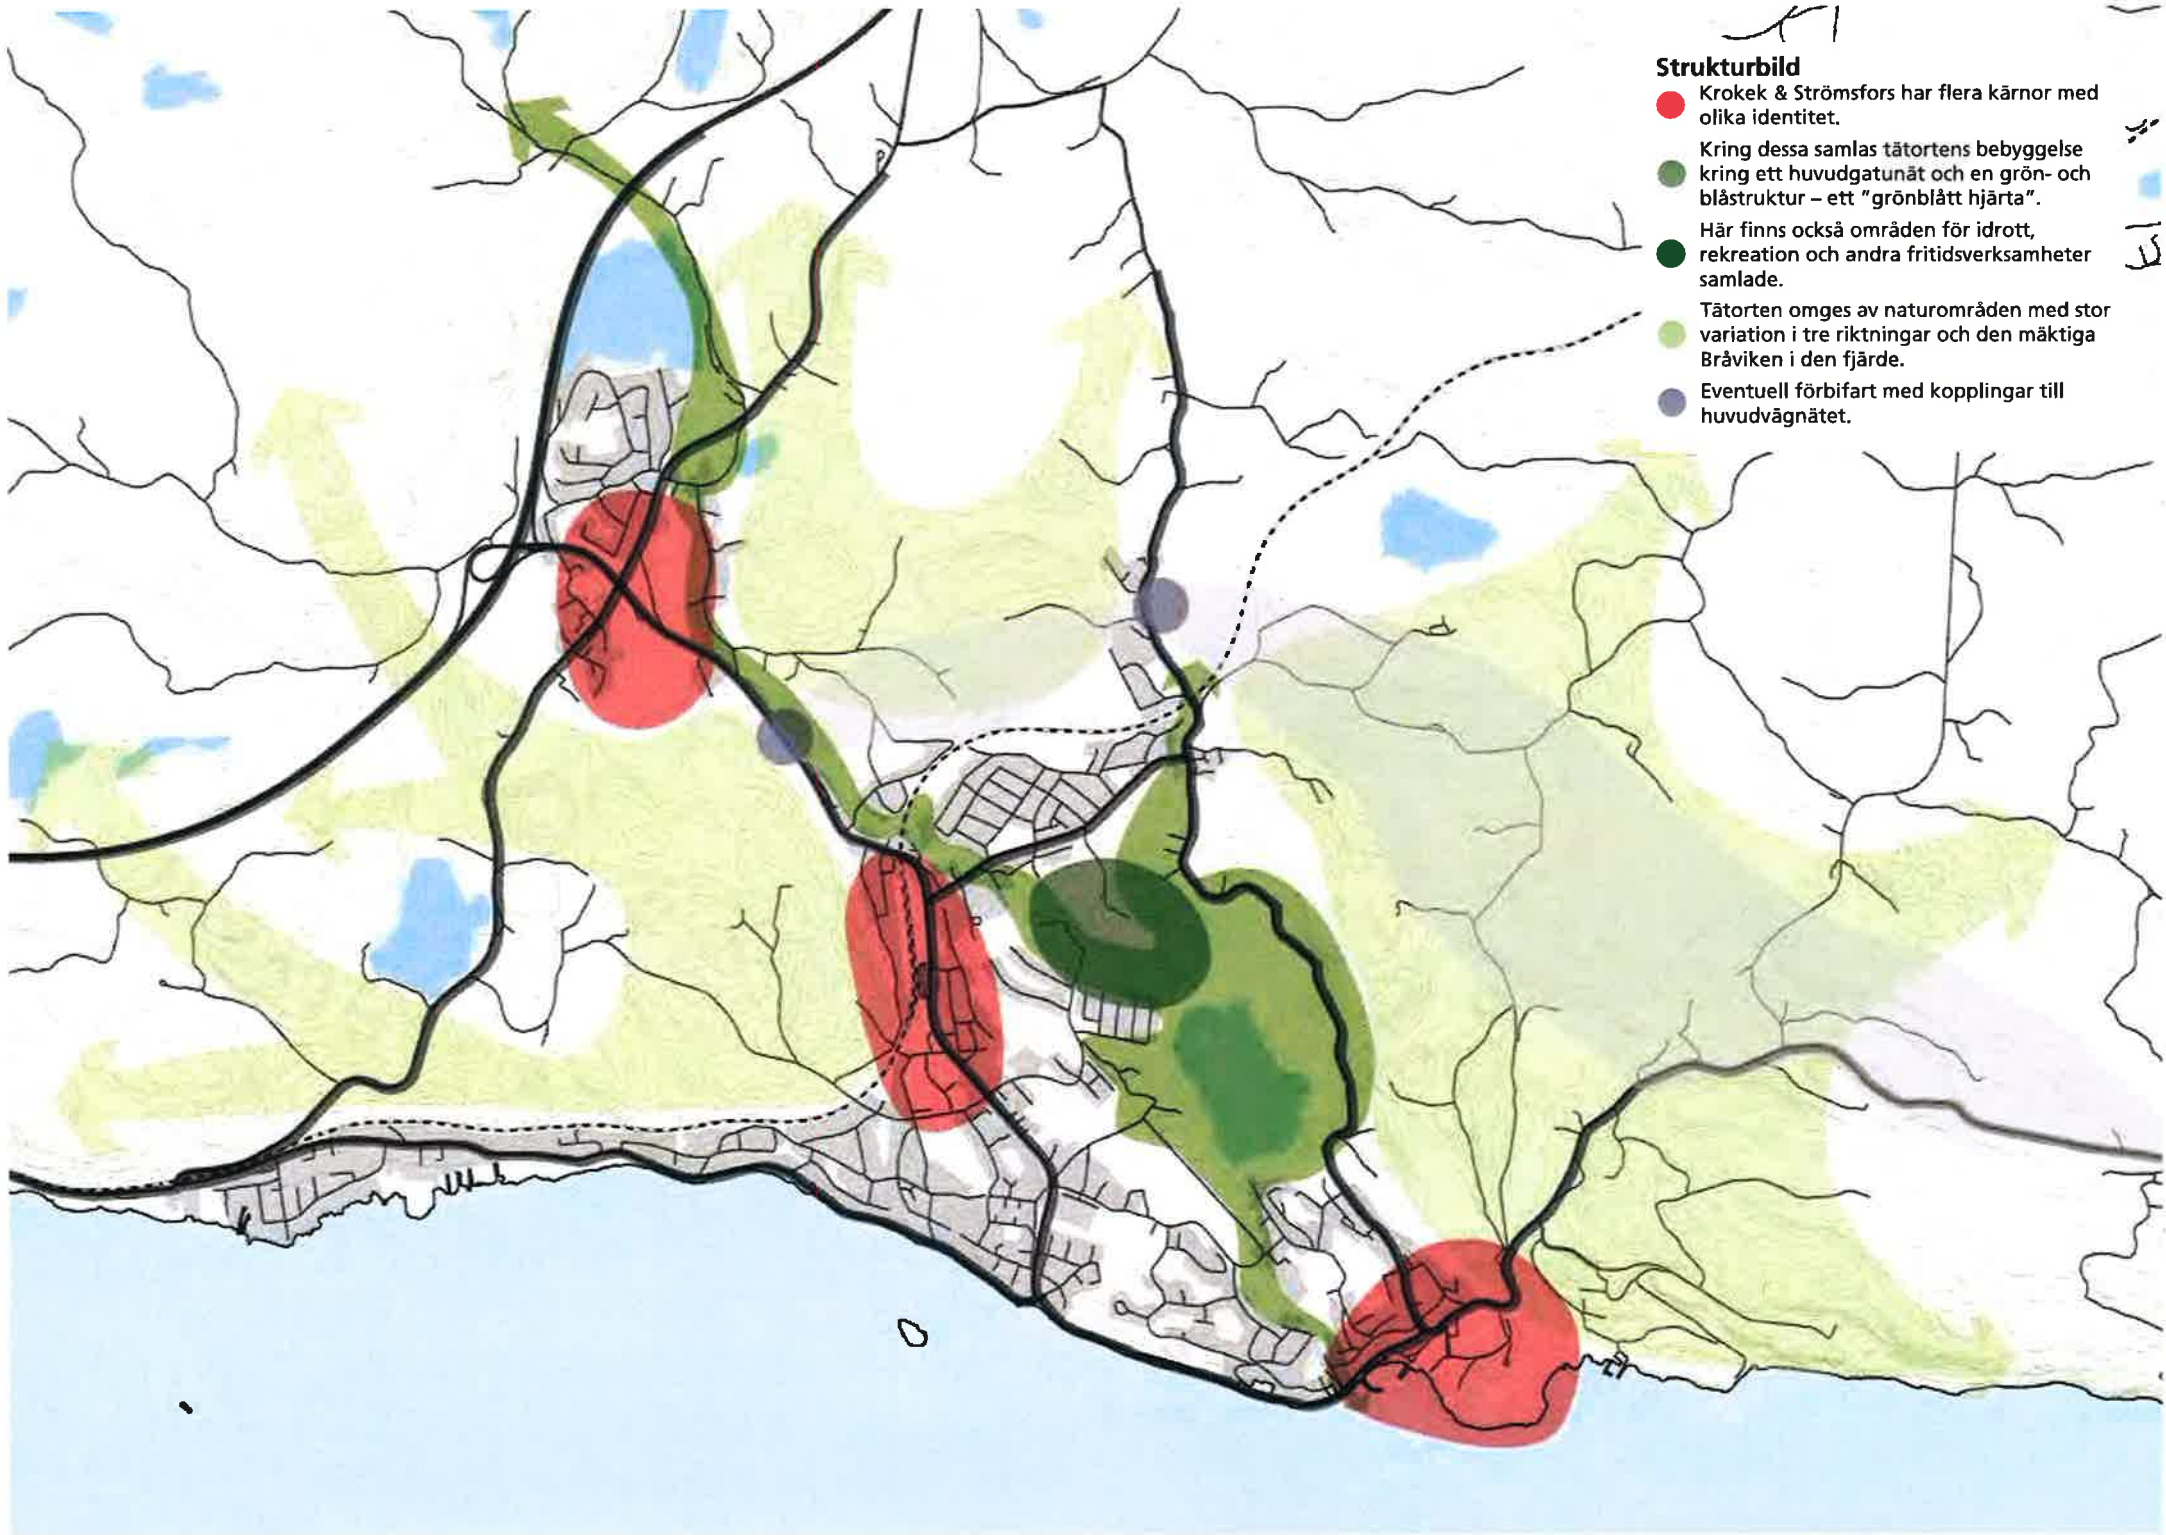 Strukturbild
Krokek & Strömsfors har flera kärnor med
olika identitet.
Kring dessa samlas tätortens bebyggelse
kring ett huvudgatunät och en grön- och
blåstruktur – ett "grönblått hjärta".
Här finns också områden för idrott,
rekreation och andra fritidsverksamheter
samlade.
Tätorten omges av naturområden med stor
variation i tre riktningar och den mäktiga
Bråviken i den fjärde.
Eventuell förbifart med kopplingar till
huvudvägnätet.